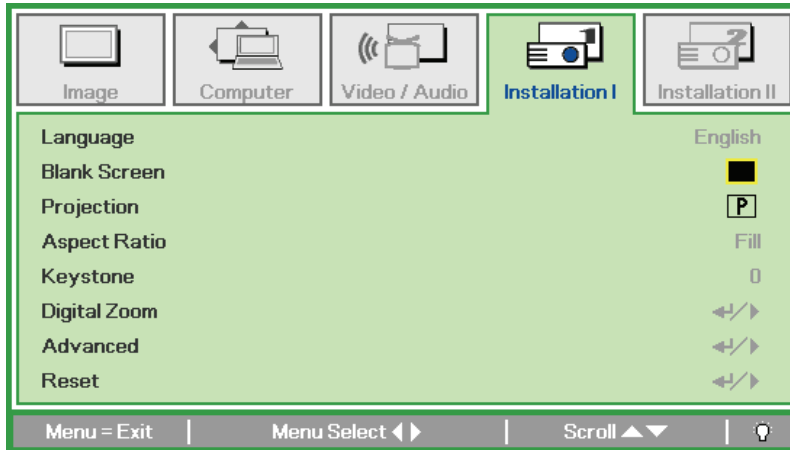 Image Computer Video / Audio Installation I Installation II
Language English
Blank Screen
Projection P
Aspect Ratio Fill
Keystone 0
Digital Zoom
Advanced
Reset
Menu = Exit Menu Select Scroll